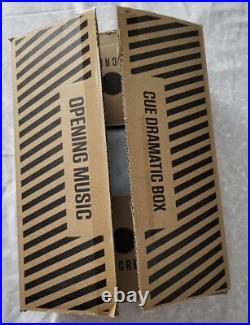 CUE DRAMATIC BOX
OPENING MUSIC